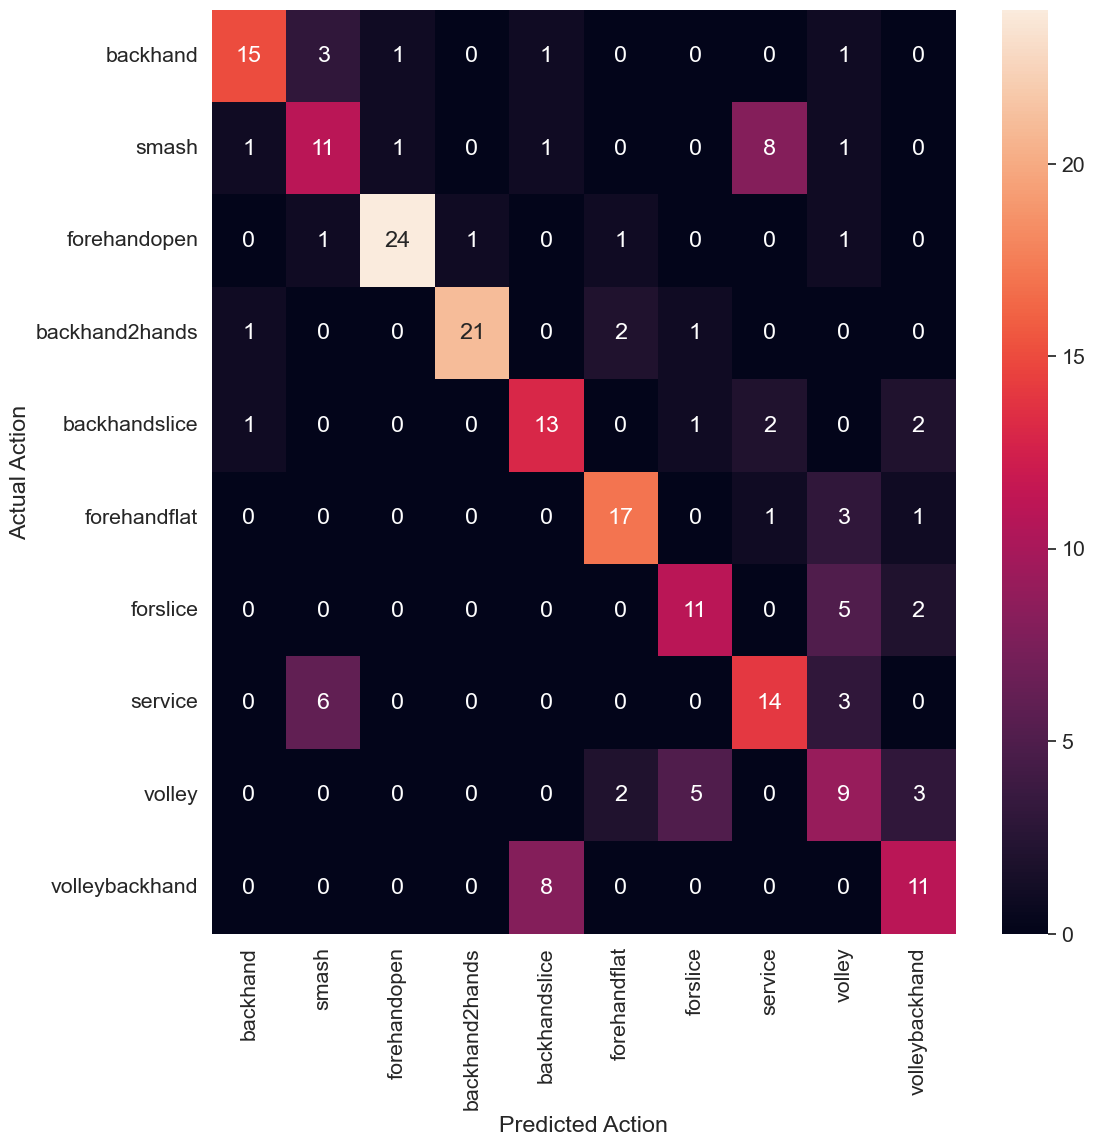 backhand 15 3 1 0 1 0 0 0 1 0
smash 1 11 1 0 1 0 0 8 1 0
forehandopen 0 1 24 1 0 1 0 0 1 0
backhand2hands 1 0 0 21 0 2 1 0 0 0
backhandslice 1 0 0 0 13 0 1 2 0 2
forehandflat 0 0 0 0 0 17 0 1 3 1
forslice 0 0 0 0 0 0 11 0 5 2
service 0 6 0 0 0 0 0 14 3 0
volley 0 0 0 0 0 2 5 0 9 3
volleybackhand 0 0 0 0 8 0 0 0 0 11
Actual Action
backhand
smash
forehandopen
backhand2hands
backhandslice
forehandflat
forslice
service
volley
volleybackhand
Predicted Action
20
15
10
5
0